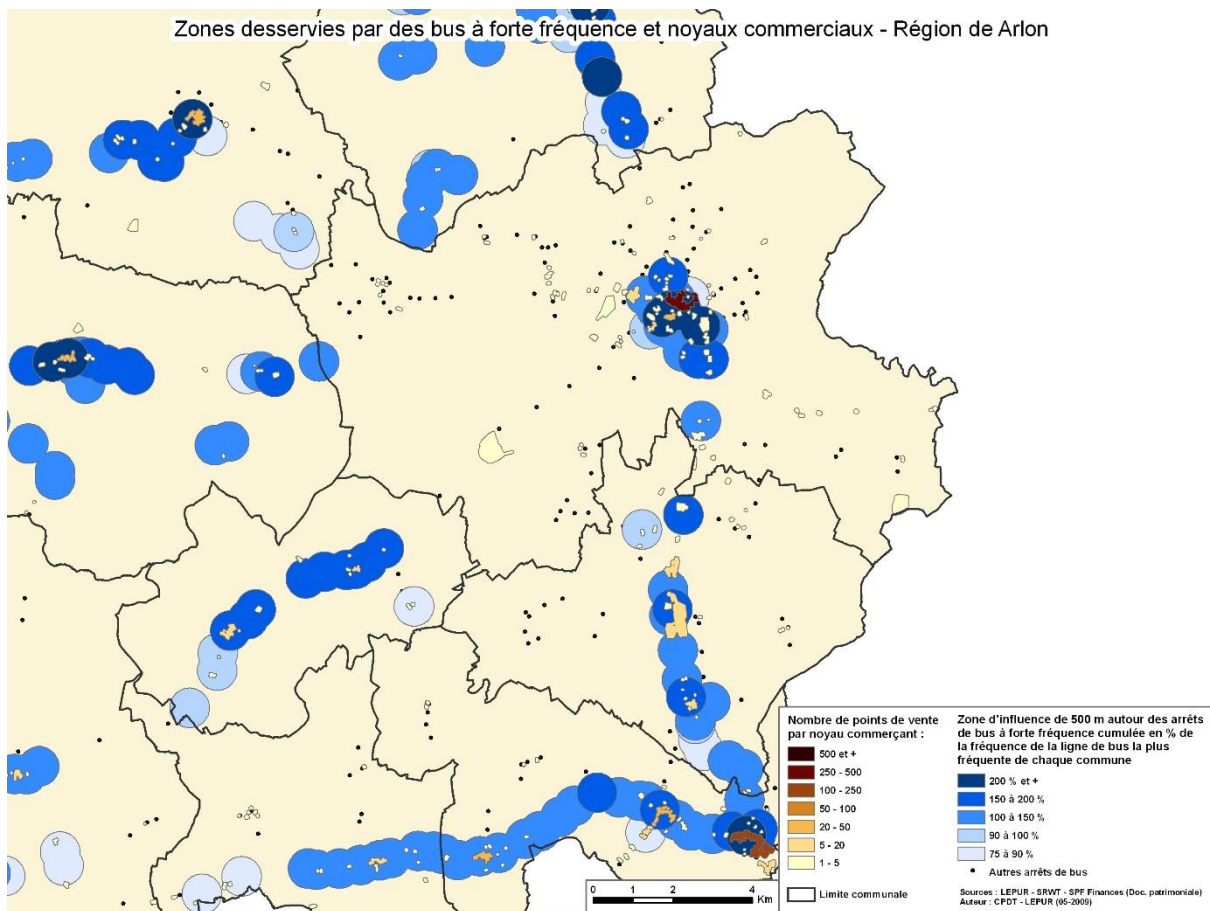 Zones desservies par des bus à forte fréquence et noyaux commerciaux - Région de Arlon
Nombre de points de vente
par noyau commerçant :
500 et +
250 - 500
100 - 250
50 - 100
20 - 50
5 - 20
1 - 5
Limite communale
Zone d'influence de 500 m autour des arrêts
de bus à forte fréquence cumulée en % de
la fréquence de la ligne de bus la plus
fréquente de chaque commune
200 % et +
150 à 200 %
100 à 150 %
90 à 100 %
75 à 90 %
Autres arrêts de bus
Sources : LEPUR - SRWT - SPF Finances (Doc. patrimoniale)
Auteur : CPDT - LEPUR (05-2009)
0 1 2 4
Km